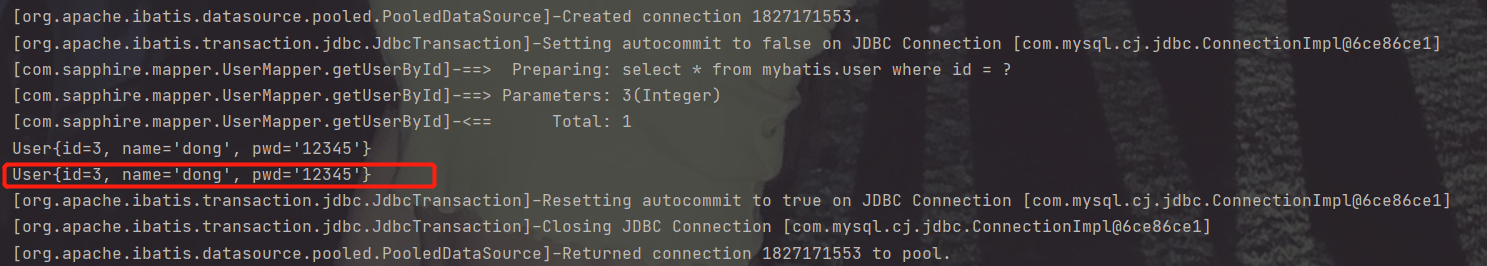 [org.apache.ibatis.datasource.pooled.PooledDataSource]-Created connection 1827171553.
[org.apache.ibatis.transaction.jdbc.JdbcTransaction]-Setting autocommit to false on JDBC Connection [com.mysql.cj.jdbc.ConnectionImpl@6ce86ce1]
[com.sapphire.mapper.UserMapper.getUserById]-==>  Preparing: select * from mybatis.user where id = ?
[com.sapphire.mapper.UserMapper.getUserById]-==> Parameters: 3(Integer)
[com.sapphire.mapper.UserMapper.getUserById]-<==      Total: 1
User{id=3, name='dong', pwd='12345'}
User{id=3, name='dong', pwd='12345'}
[org.apache.ibatis.transaction.jdbc.JdbcTransaction]-Resetting autocommit to true on JDBC Connection [com.mysql.cj.jdbc.ConnectionImpl@6ce86ce1]
[org.apache.ibatis.transaction.jdbc.JdbcTransaction]-Closing JDBC Connection [com.mysql.cj.jdbc.ConnectionImpl@6ce86ce1]
[org.apache.ibatis.datasource.pooled.PooledDataSource]-Returned connection 1827171553 to pool.